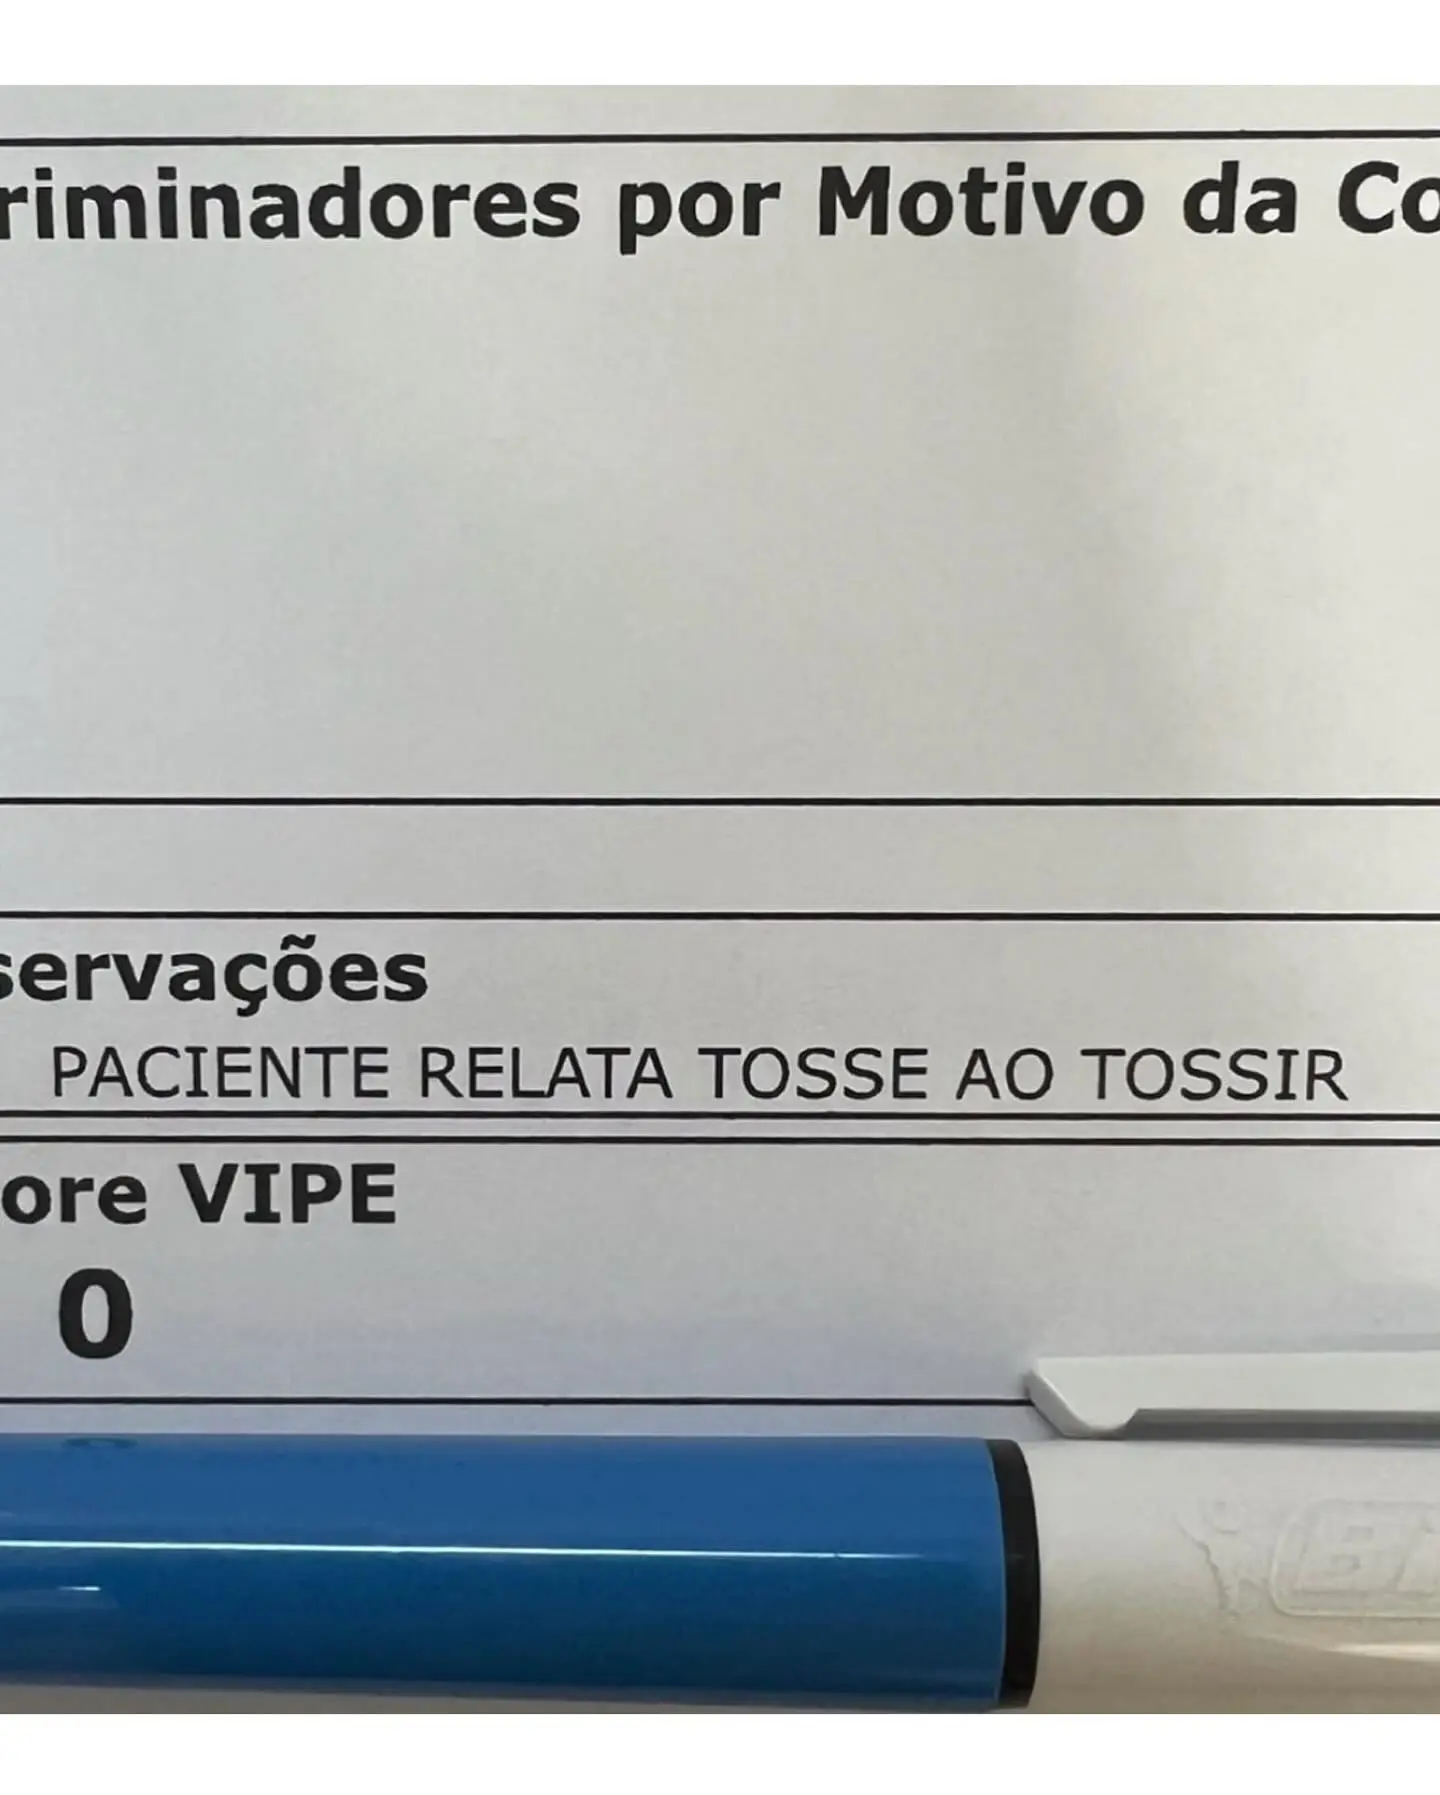 riminadores por Motivo da Co
servações
PACIENTE RELATA TOSSE AO TOSSIR
ore VIPE
0